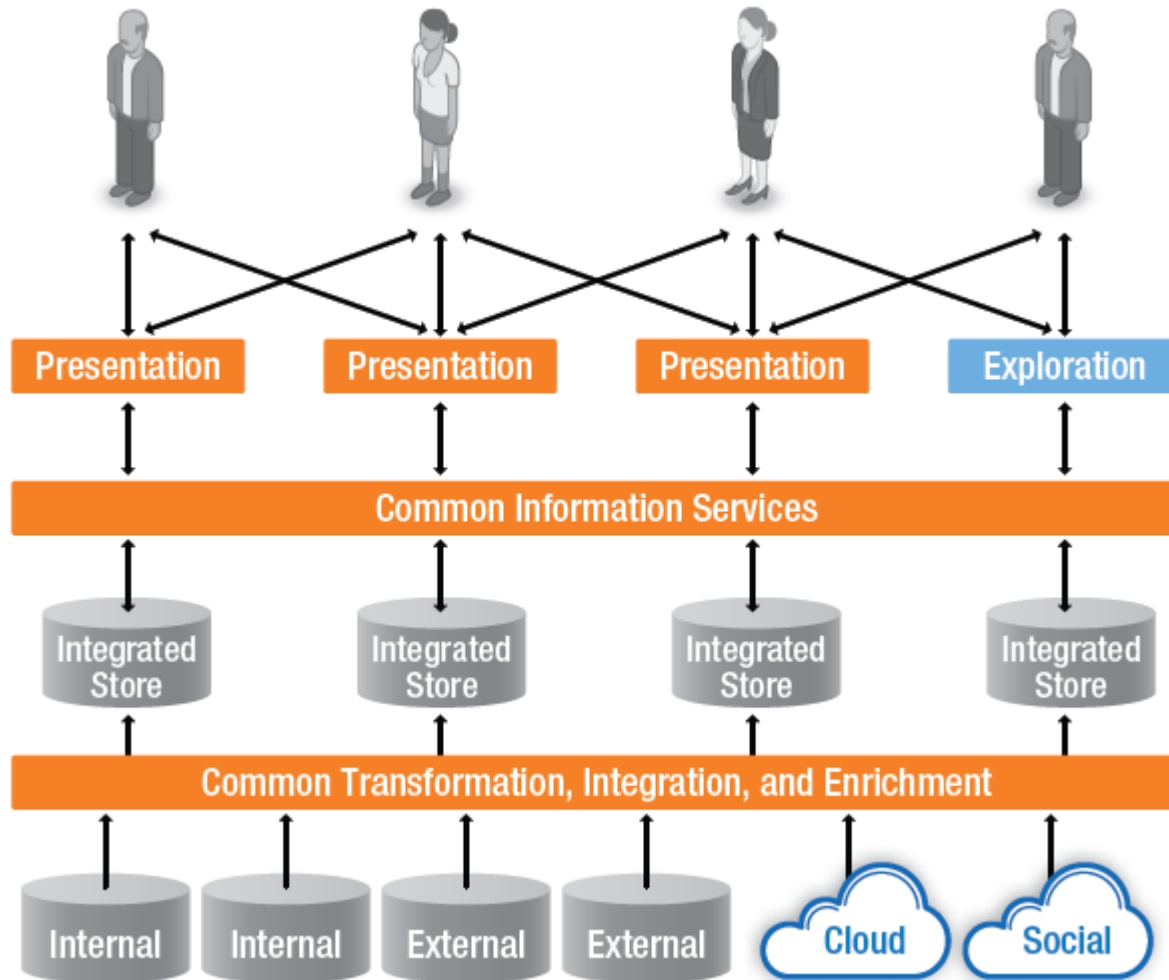 Presentation
Presentation
Presentation
Exploration
Common Information Services
Integrated
Store
Integrated
Store
Integrated
Store
Integrated
Store
Common Transformation, Integration, and Enrichment
Internal
Internal
External
External
Cloud
Social